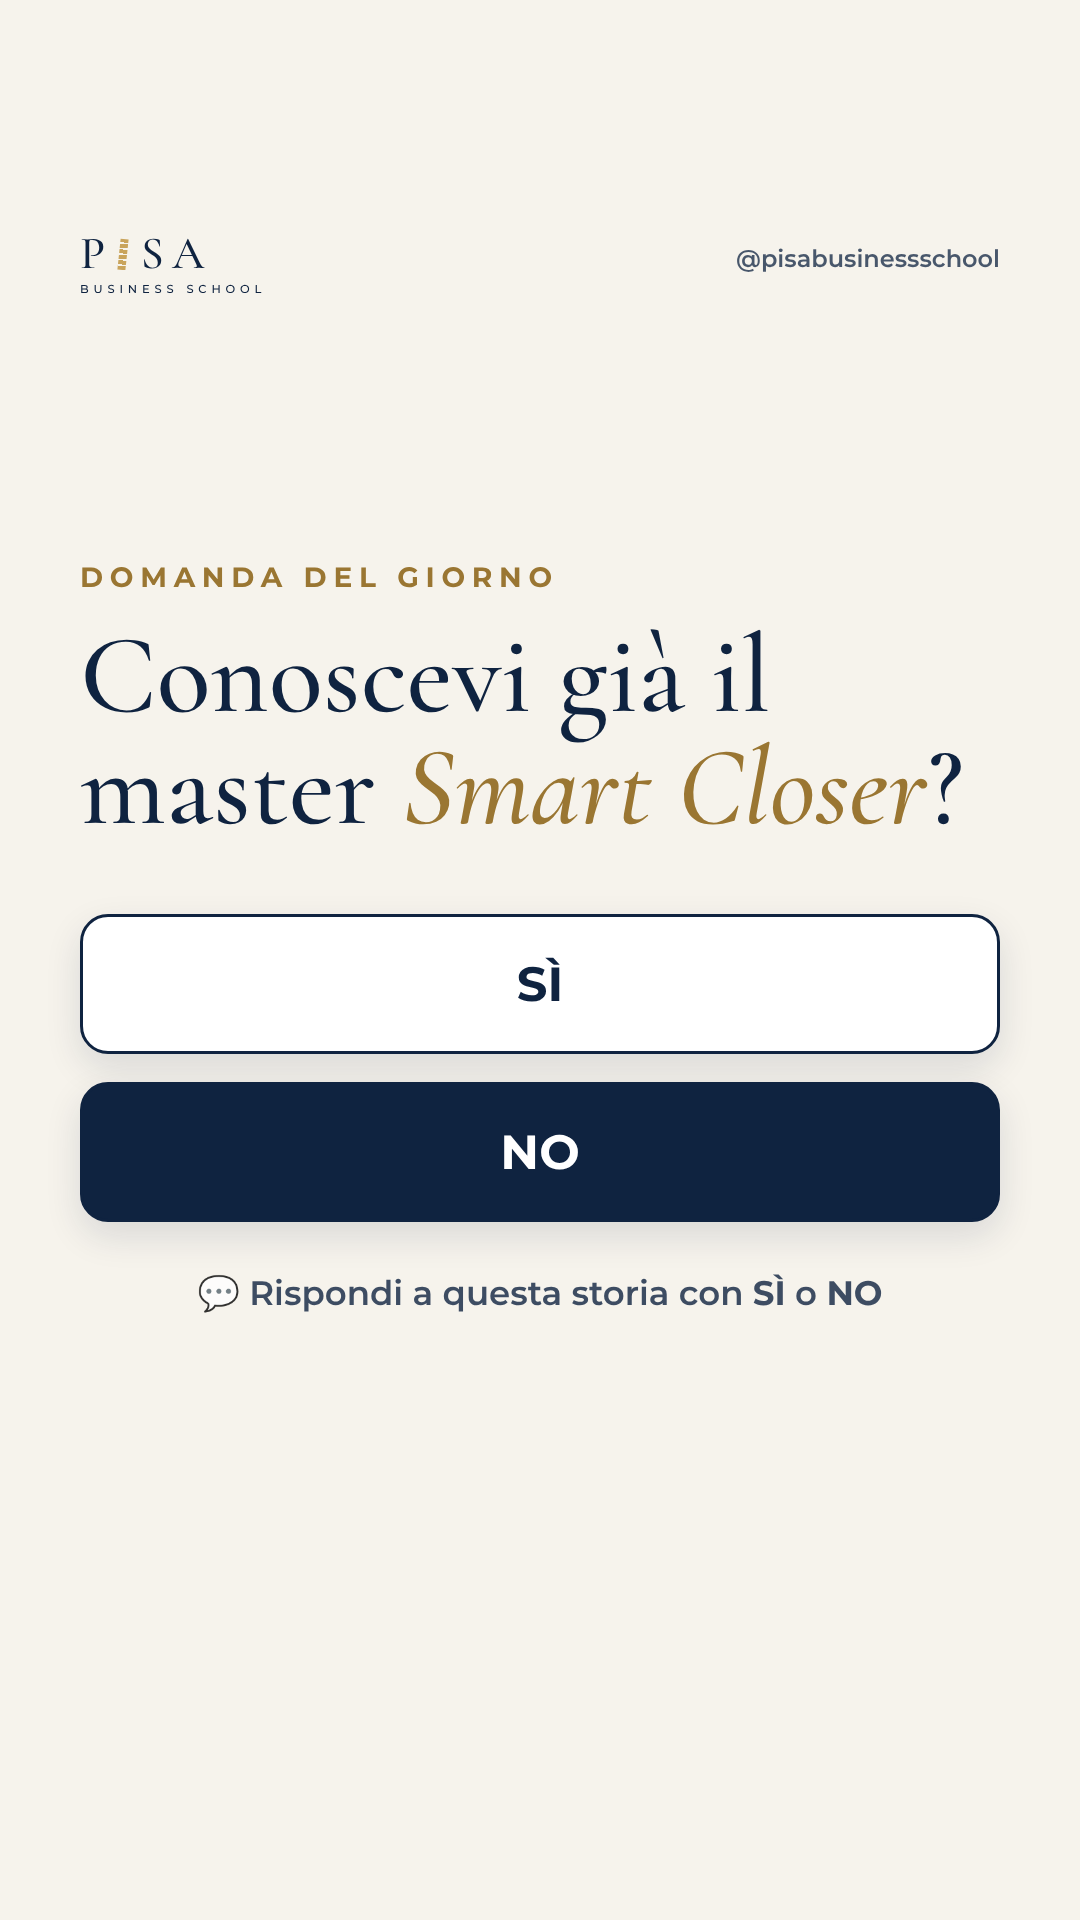 PISA
BUSINESS SCHOOL
@pisabusinessschool
DOMANDA DEL GIORNO
Conoscevi già il
master Smart Closer?
SÌ
NO
💬 Rispondi a questa storia con SÌ o NO